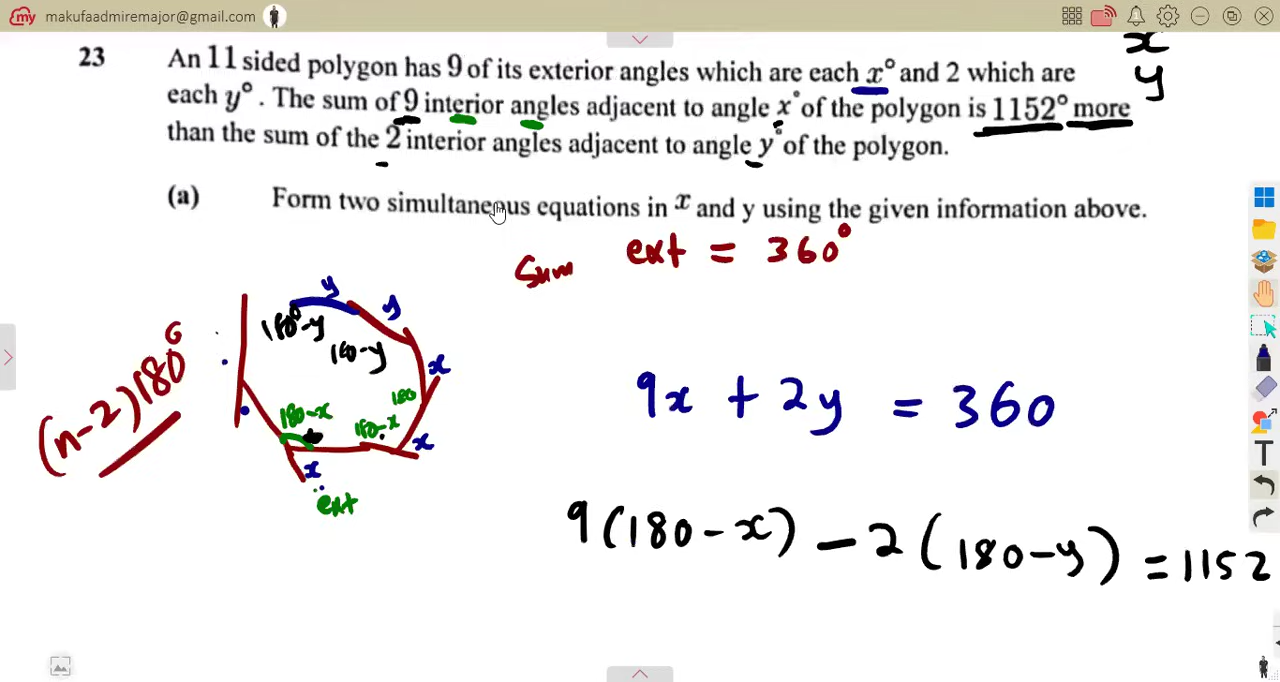 my makufaadmiremajor@gmail.com
x
y
23 An 11 sided polygon has 9 of its exterior angles which are each x° and 2 which are
each y°. The sum of 9 interior angles adjacent to angle x° of the polygon is 1152° more
than the sum of the 2 interior angles adjacent to angle y° of the polygon.
(a) Form two simultaneous equations in x and y using the given information above.
Sum ext = 360°
y
y
180°-y
180-y
x
(n-2)180°
180
180-x
180-x
x
x
ext
9x + 2y = 360
9(180-x) - 2(180-y) = 1152
T